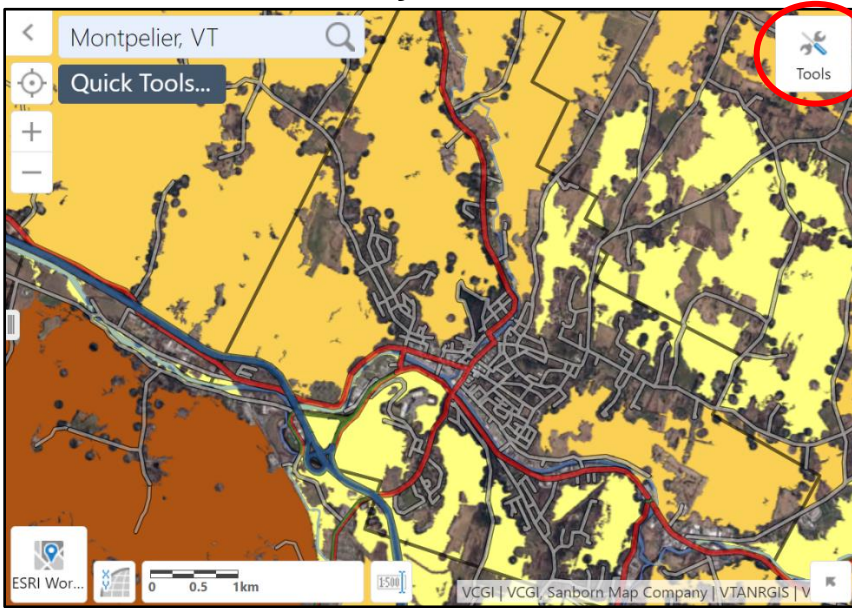 Montpelier, VT
Quick Tools...
Tools
ESRI Wor...
X
Y
0 0.5 1km
1:500
VCGI | VCGI, Sanborn Map Company | VTANRGIS | V